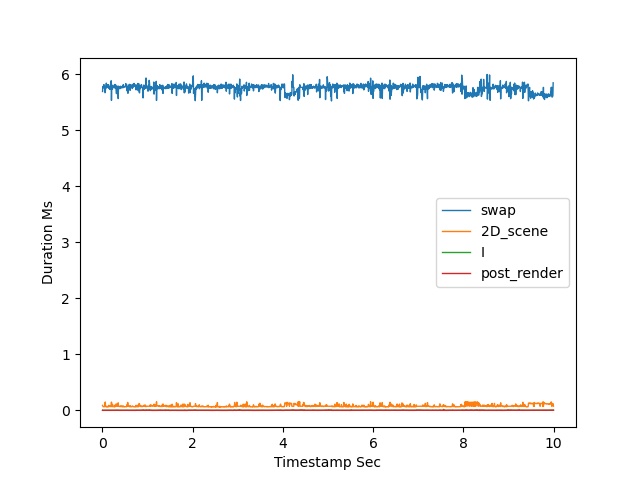 6
5
4
3
2
1
0
Duration Ms
swap
2D_scene
I
post_render
0 2 4 6 8 10
Timestamp Sec